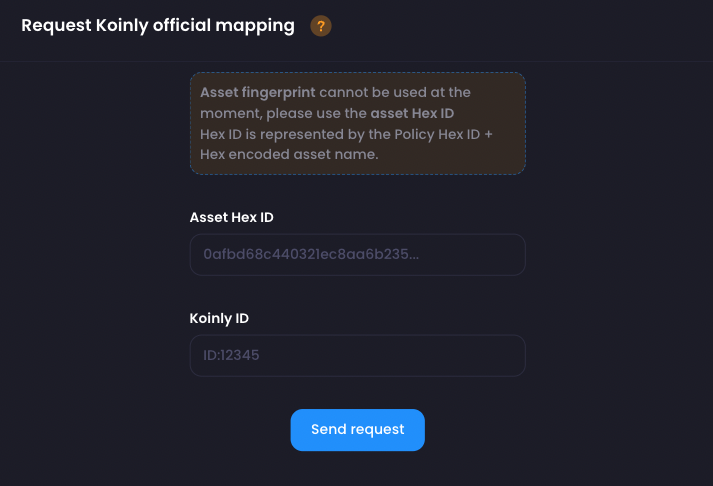 Request Koinly official mapping ?
Asset fingerprint cannot be used at the
moment, please use the asset Hex ID
Hex ID is represented by the Policy Hex ID +
Hex encoded asset name.
Asset Hex ID
0afbd68c440321ec8aa6b235...
Koinly ID
ID:12345
Send request